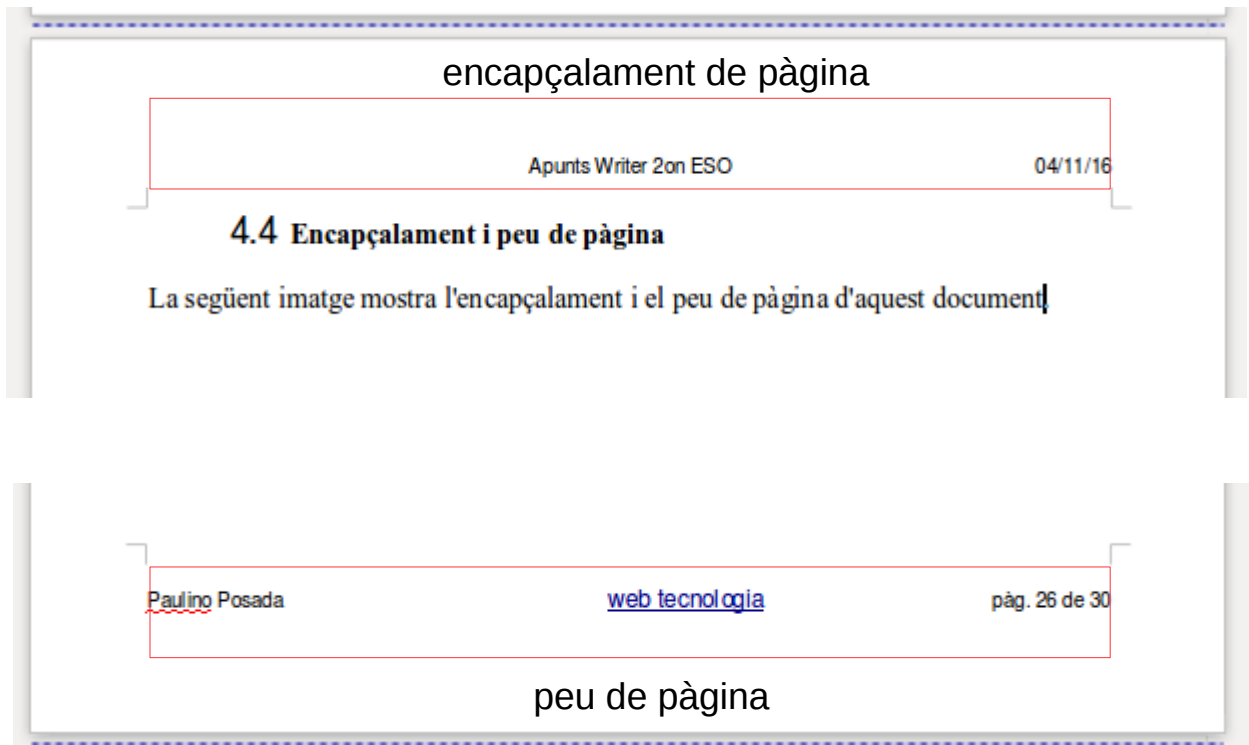 encapçalament de pàgina
Apunts Writer 2on ESO 04/11/16
4.4 Encapçalament i peu de pàgina
La següent imatge mostra l'encapçalament i el peu de pàgina d'aquest document.
Paulino Posada web tecnologia pàg. 26 de 30
peu de pàgina